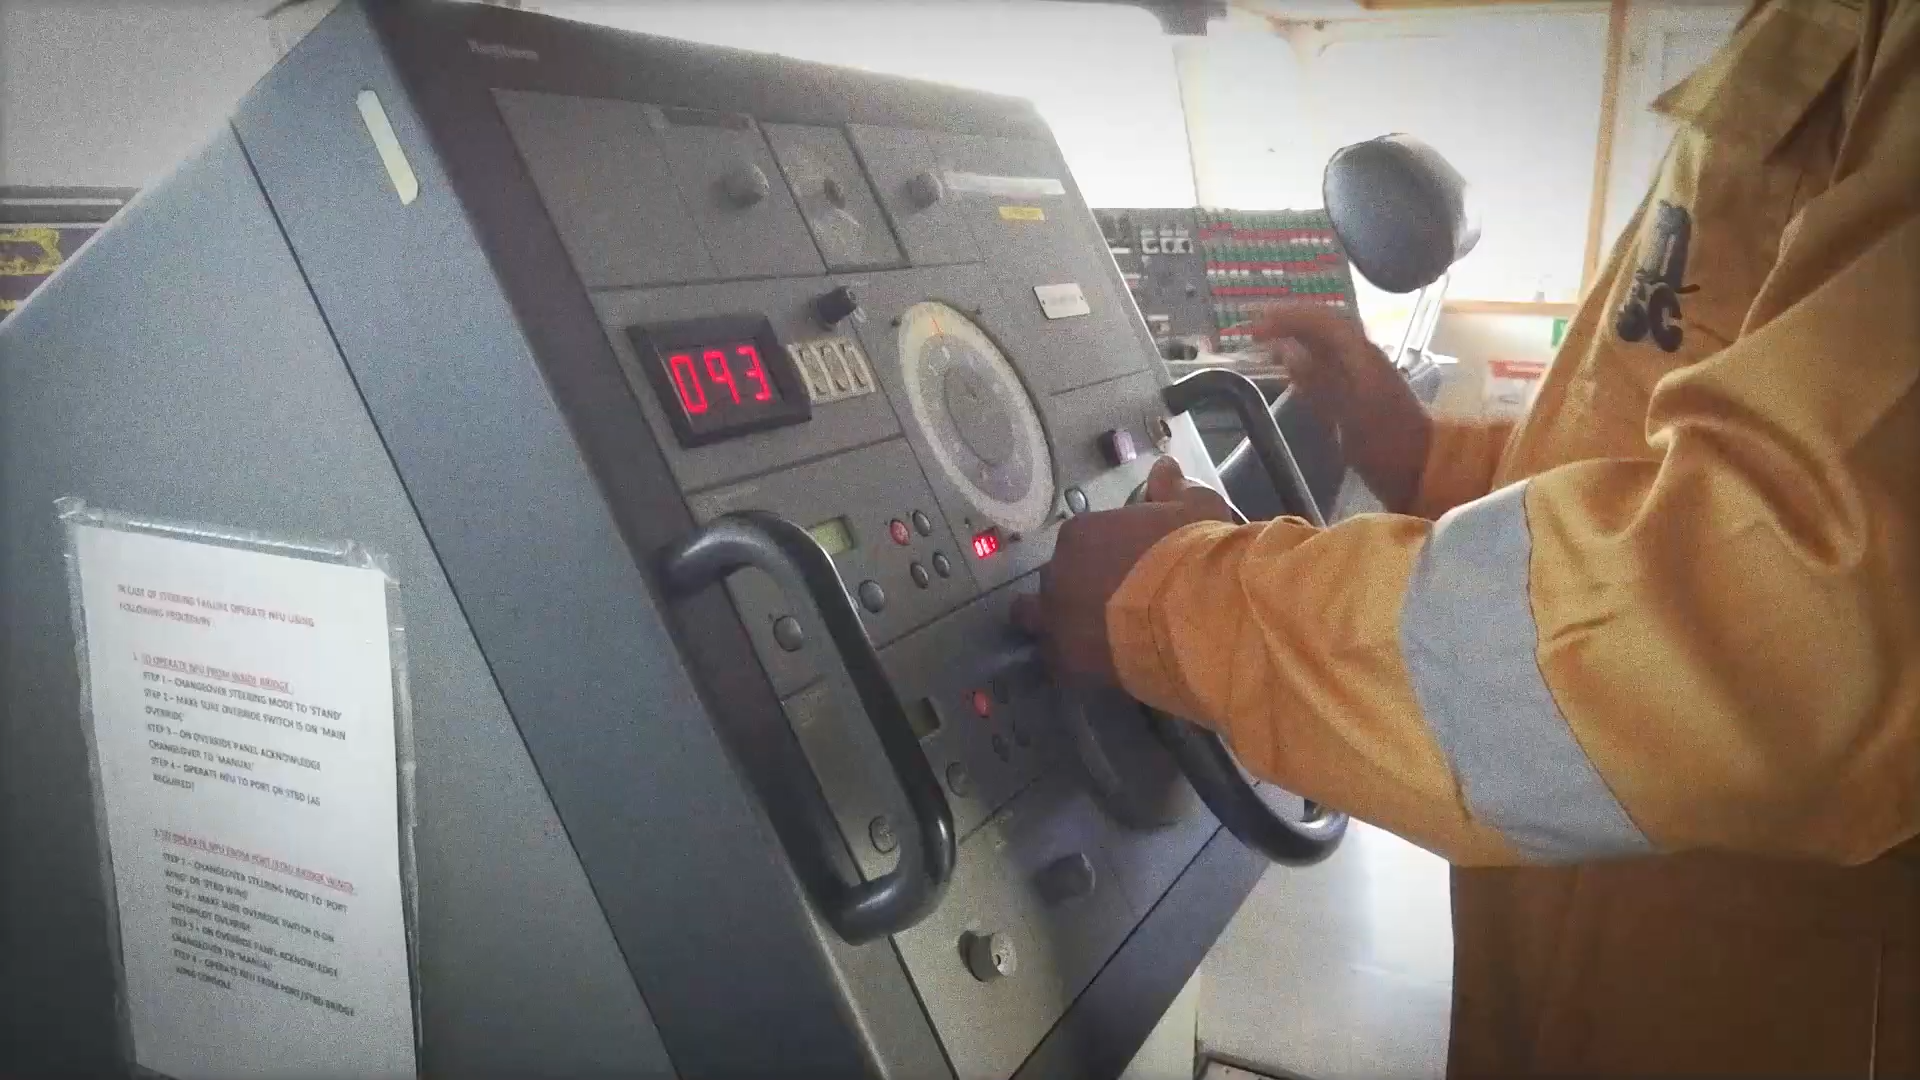 Raytheon
093
IN CASE OF STEERING FAILURE OPERATE NFU USING
FOLLOWING PROCEDURE
1. TO OPERATE NFU FROM INSIDE BRIDGE
STEP 1 – CHANGEOVER STEERING MODE TO 'STAND'
STEP 2 – MAKE SURE OVERRIDE SWITCH IS ON 'MAIN
OVERRIDE'
STEP 3 – ON OVERRIDE PANEL ACKNOWLEDGE
CHANGLOVER TO 'MANUAL'
STEP 4 – OPERATE NFU TO PORT OR STBD (AS
REQUIRED)
2. TO OPERATE NFU FROM PORT/STBD BRIDGE WINGS
STEP 1 – CHANGEOVER STEERING MODE TO 'PORT
WING' OR 'STBD WING'
STEP 2 – MAKE SURE OVERRIDE SWITCH IS ON
AUTOPILOT OVERRIDE
STEP 3 – ON OVERRIDE PANEL ACKNOWLEDGE
CHANGLOVER TO 'MANUAL'
STEP 4 – OPERATE NFU FROM PORT/STBD BRIDGE
WING CONSOLE
SC